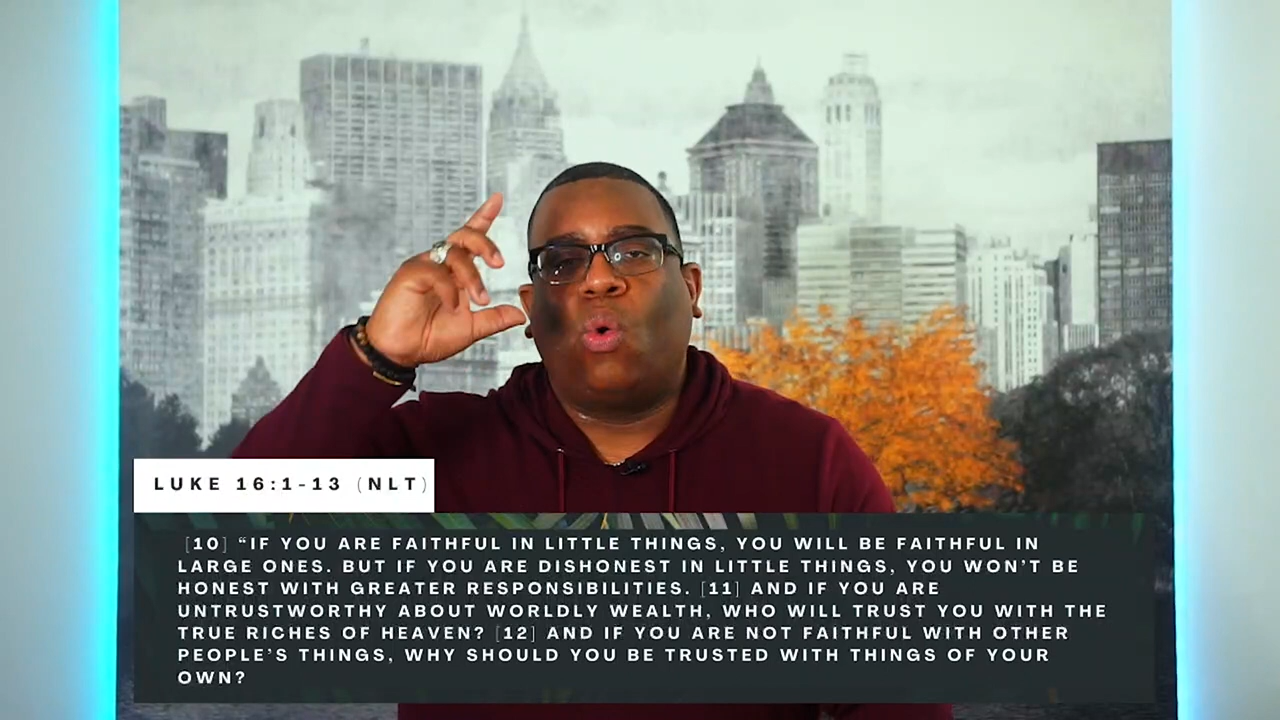 LUKE 16:1-13 (NLT)
[10] “IF YOU ARE FAITHFUL IN LITTLE THINGS, YOU WILL BE FAITHFUL IN
LARGE ONES. BUT IF YOU ARE DISHONEST IN LITTLE THINGS, YOU WON’T BE
HONEST WITH GREATER RESPONSIBILITIES. [11] AND IF YOU ARE
UNTRUSTWORTHY ABOUT WORLDLY WEALTH, WHO WILL TRUST YOU WITH THE
TRUE RICHES OF HEAVEN? [12] AND IF YOU ARE NOT FAITHFUL WITH OTHER
PEOPLE’S THINGS, WHY SHOULD YOU BE TRUSTED WITH THINGS OF YOUR
OWN?